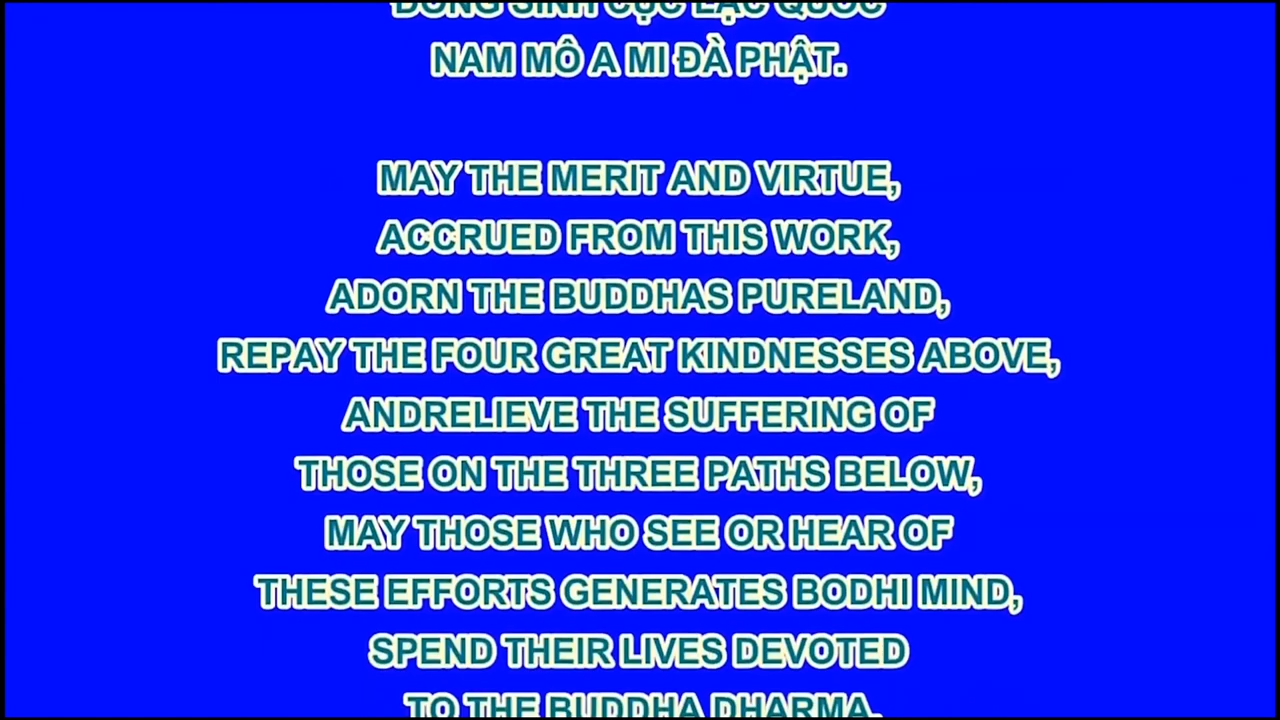 ĐỒNG SINH CỰC LẠC QUỐC
NAM MÔ A MI ĐÀ PHẬT.
MAY THE MERIT AND VIRTUE,
ACCRUED FROM THIS WORK,
ADORN THE BUDDHAS PURELAND,
REPAY THE FOUR GREAT KINDNESSES ABOVE,
ANDRELIEVE THE SUFFERING OF
THOSE ON THE THREE PATHS BELOW,
MAY THOSE WHO SEE OR HEAR OF
THESE EFFORTS GENERATES BODHI MIND,
SPEND THEIR LIVES DEVOTED
TO THE BUDDHA DHARMA.